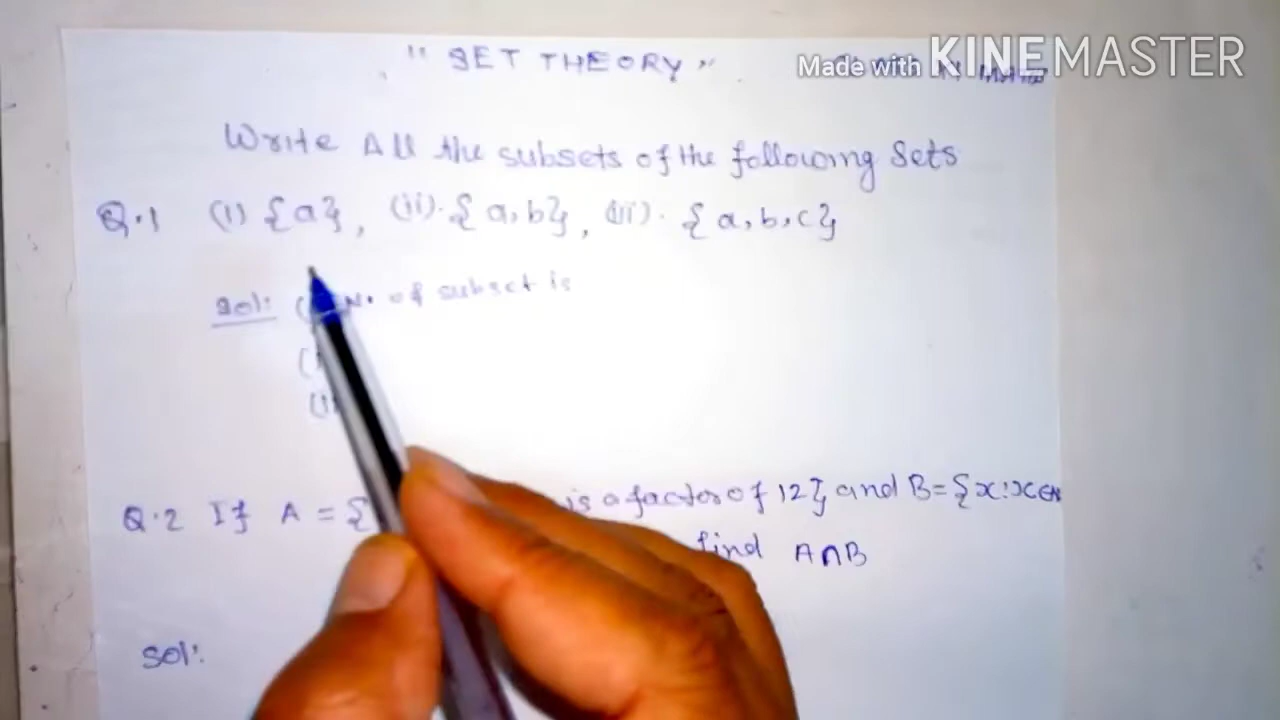 " SET THEORY "
Made with KINEMASTER
Write All the subsets of the following Sets
Q.1 (i) {a}, (ii). {a,b}, (iii). {a,b,c}
Sol: No. of subset is
Q.2 If A = { is a factor of 12} and B = {x:x∈N
find A∩B
Sol: